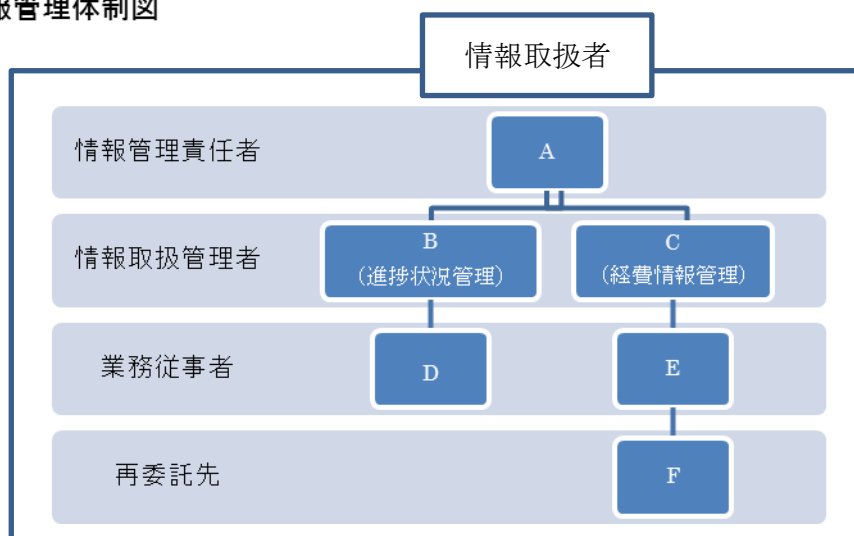 報管理体制図
情報取扱者
情報管理責任者
A
情報取扱管理者
B
(進捗状況管理)
C
(経費情報管理)
業務従事者
D
E
再委託先
F